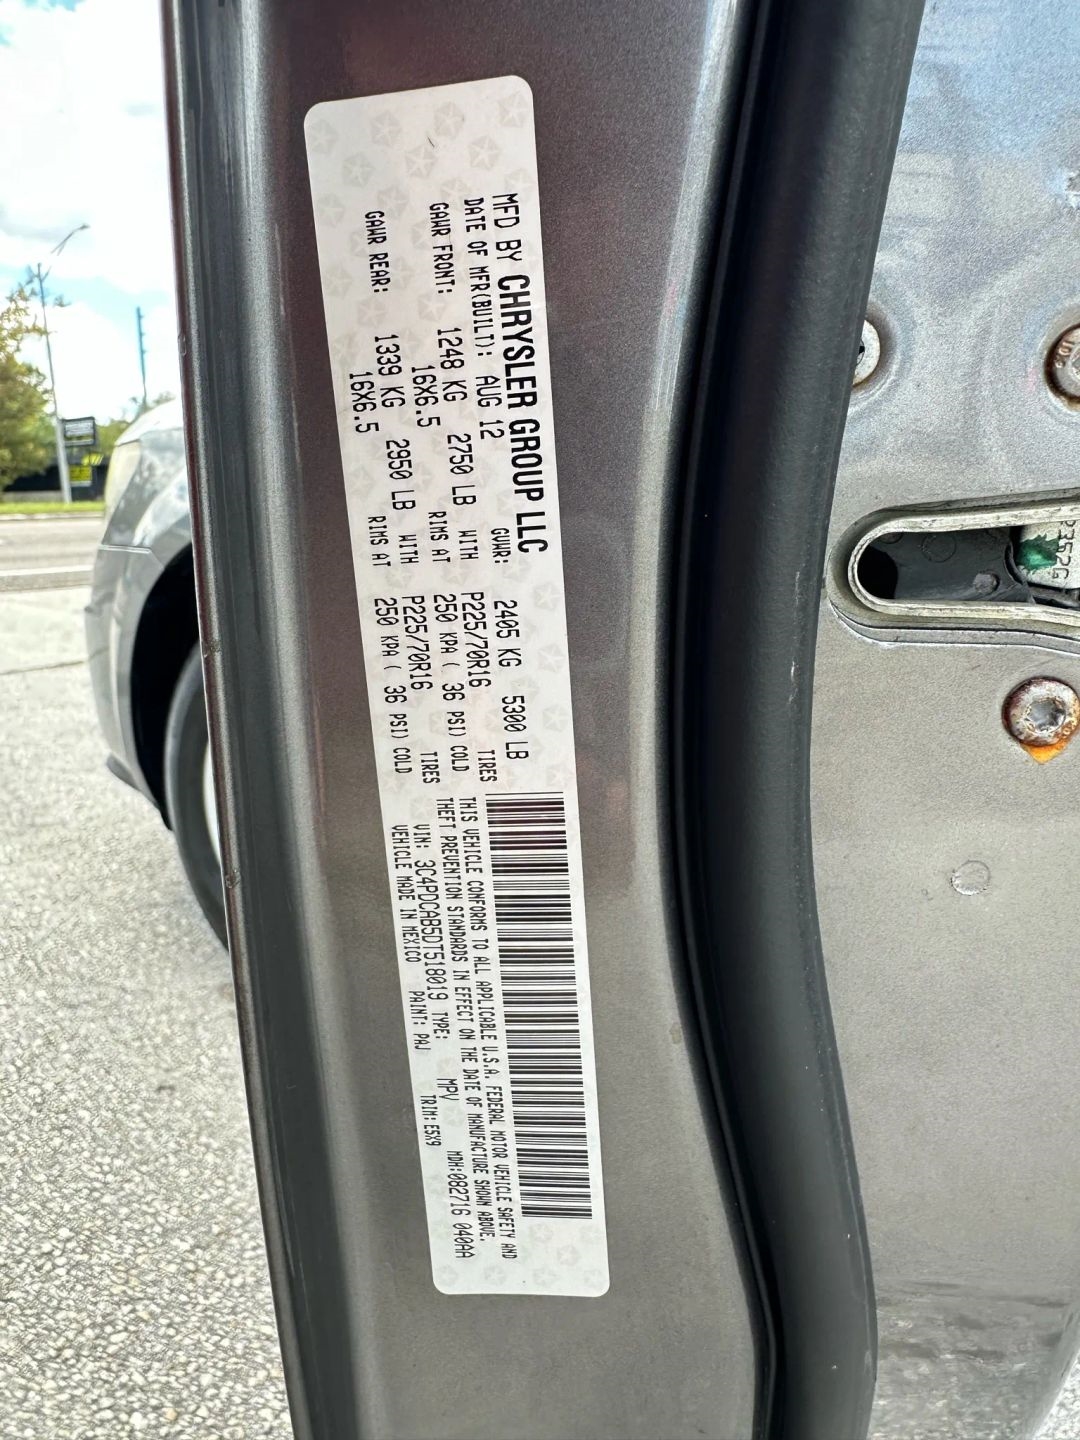 MFD BY CHRYSLER GROUP LLC
DATE OF MFR(BUILT): AUG 12 GVWR: 2405 KG 5300 LB
GAWR FRONT: 1248 KG 2750 LB WITH P225/70R16 TIRES
16X6.5 RIMS AT 250 KPA ( 36 PSI) COLD
GAWR REAR: 1339 KG 2950 LB WITH P225/70R16 TIRES
16X6.5 RIMS AT 250 KPA ( 36 PSI) COLD
THIS VEHICLE CONFORMS TO ALL APPLICABLE U.S.A. FEDERAL MOTOR VEHICLE SAFETY AND
THEFT PREVENTION STANDARDS IN EFFECT ON THE DATE OF MANUFACTURE SHOWN ABOVE.
VIN: 3C4PDCAB5DT518019 TYPE: MPV MDH:082716 040AA
VEHICLE MADE IN MEXICO PAINT: PAJ TRIM: E5X9